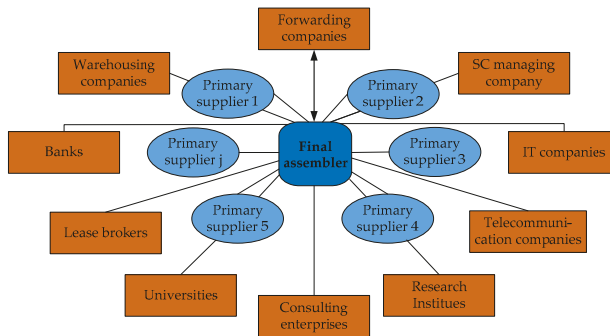 Forwarding
companies
Warehousing
companies
SC managing
company
Primary
supplier 1
Primary
supplier 2
Banks
Primary
supplier j
Final
assembler
Primary
supplier 3
IT companies
Lease brokers
Primary
supplier 5
Primary
supplier 4
Telecommuni-
cation companies
Universities
Consulting
enterprises
Research
Institues